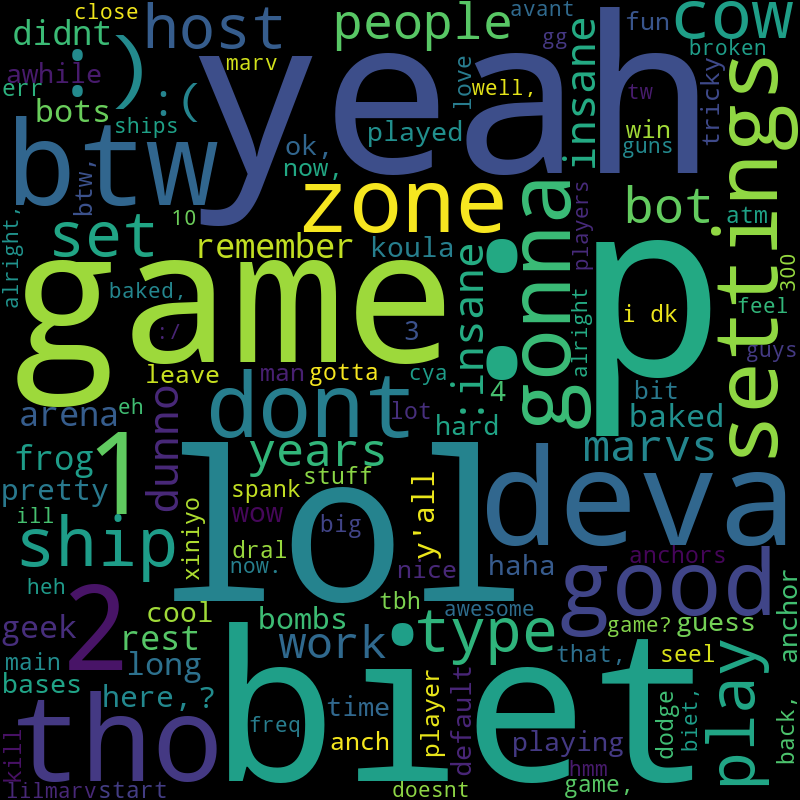 close
didnt
host
people
avant
cow
awhile
:)
marv
yeah
gg
fun
broken
err
:(
love
well,
insane
tw
tricky
bots
ships
played
win
guns
settings
btw
btw,
ok,
now,
zone
gonna
players
bot
atm
alright,
set
10
remember
koula
:insane
:p
game
baked,
:/
3
i dk
feel
300
alright
guys
leave
man
gotta
cya
4
bit
arena
eh
dunno
dont
lot
hard
baked
frog
1
years
marvs
pretty
stuff
y'all
deva
ill
xiniyo
spank
wow
big
lol
ship
dral
now.
nice
haha
anchors
heh
2
tbh
awesome
good
anchor
geek
cool
bombs
rest
work
:type
game?
guess
main
long
that,
seel
bases
here,
?
biet
play
tho
freq
time
player
default
dodge
biet,
back,
kill
anch
playing
hmm
lilmarv
start
doesnt
game,